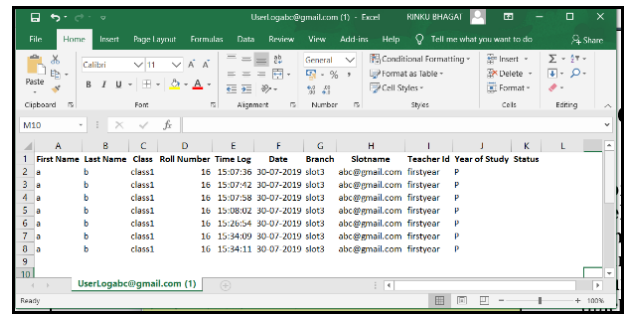 UserLogabc@gmail.com (1) - Excel RINKU BHAGAT
File Home Insert Page Layout Formulas Data Review View Add-ins Help Tell me what you want to do Share
Paste Calibri 11 A A General Conditional Formatting Insert
B I U A % , Format as Table Delete
Cell Styles Format
Clipboard Font Alignment Number Styles Cells Editing
M10 fx
A B C D E F G H I J K L
1 First Name Last Name Class Roll Number Time Log Date Branch Slotname Teacher Id Year of Study Status
2 a b class1 16 15:07:36 30-07-2019 slot3 abc@gmail.com firstyear P
3 a b class1 16 15:07:42 30-07-2019 slot3 abc@gmail.com firstyear P
4 a b class1 16 15:07:58 30-07-2019 slot3 abc@gmail.com firstyear P
5 a b class1 16 15:08:02 30-07-2019 slot3 abc@gmail.com firstyear P
6 a b class1 16 15:26:54 30-07-2019 slot3 abc@gmail.com firstyear P
7 a b class1 16 15:34:09 30-07-2019 slot3 abc@gmail.com firstyear P
8 a b class1 16 15:34:11 30-07-2019 slot3 abc@gmail.com firstyear P
9
10
UserLogabc@gmail.com (1)
Ready 100%